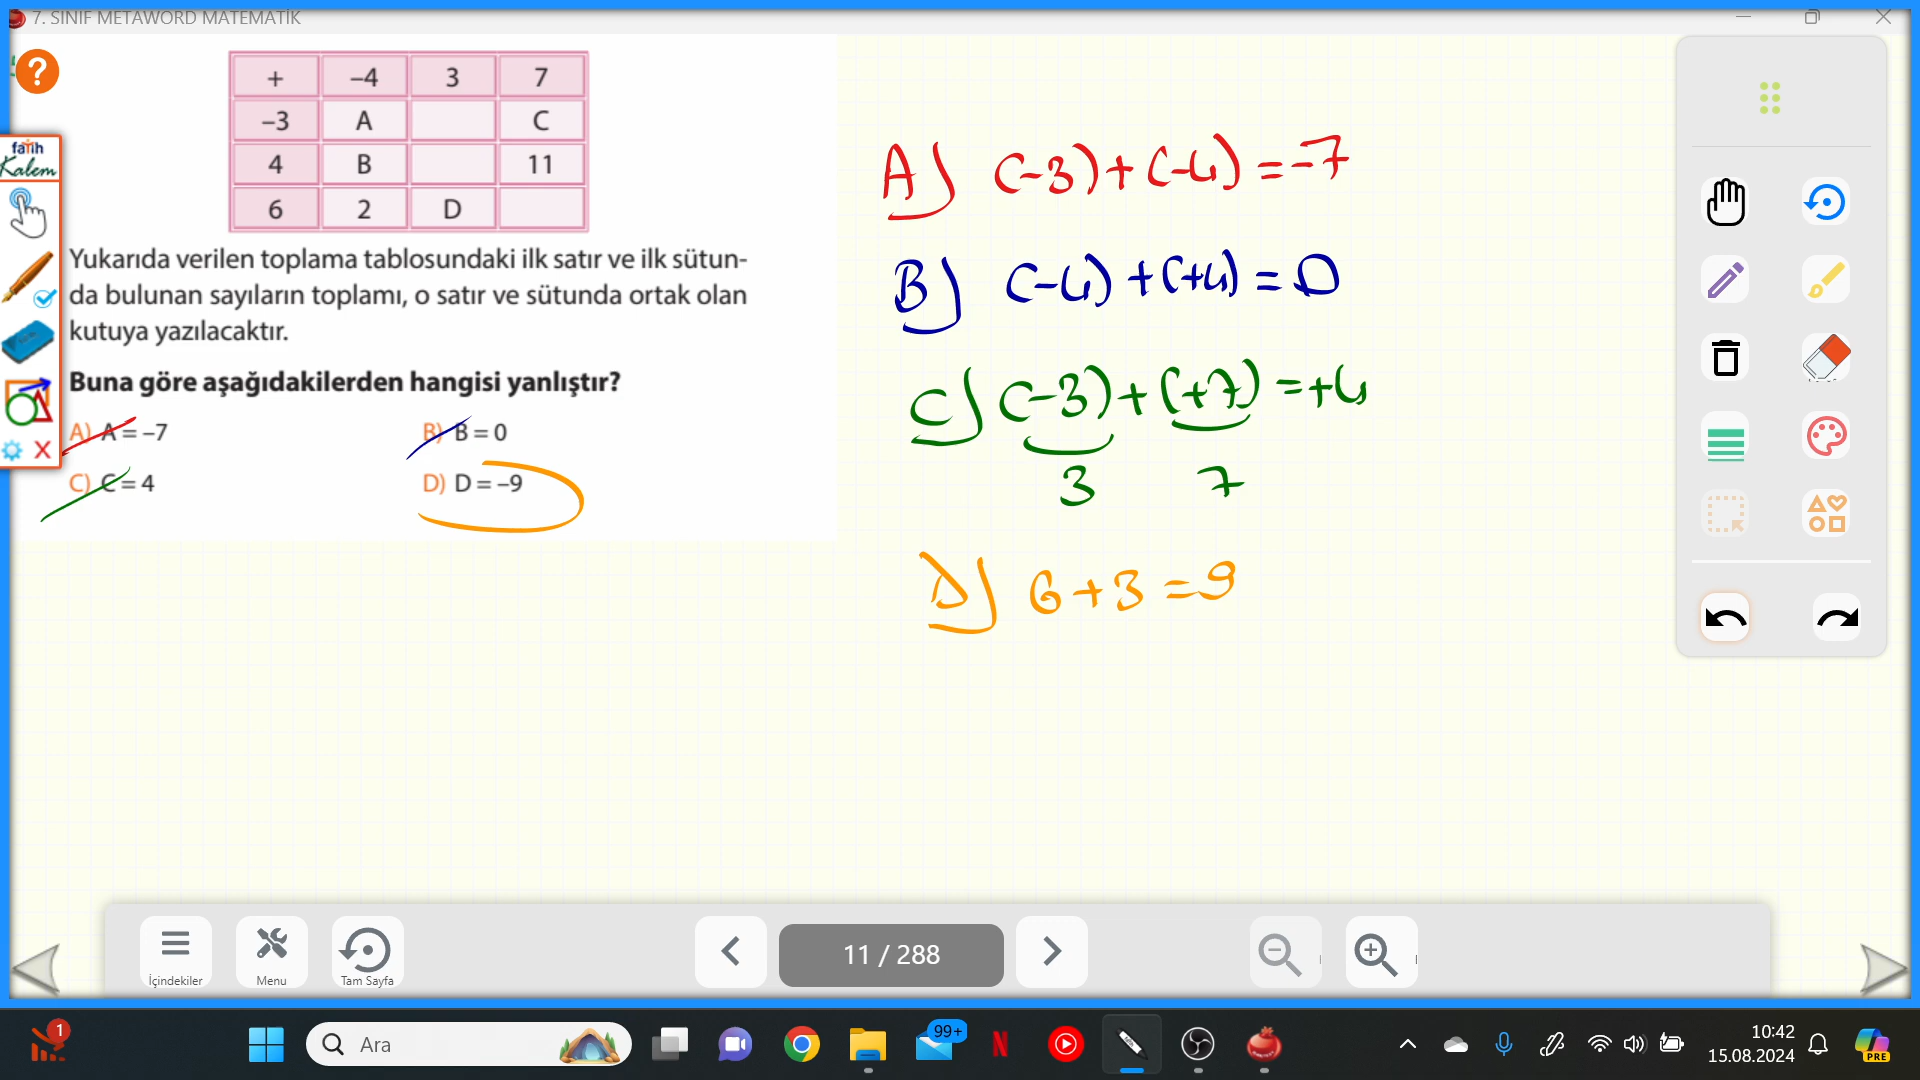 7. SINIF METAWORD MATEMATİK
+ –4 3 7
–3 A C
4 B 11
6 2 D
Yukarıda verilen toplama tablosundaki ilk satır ve ilk sütun-
da bulunan sayıların toplamı, o satır ve sütunda ortak olan
kutuya yazılacaktır.
Buna göre aşağıdakilerden hangisi yanlıştır?
A) A = –7
B) B = 0
C) C = 4
D) D = –9
fatih
Kalem
A) (-3)+(-4) = -7
B) (-4)+(+4) = 0
C) (-3)+(+7) = +4
3 7
D) 6+3 = 9
İçindekiler
Menu
Tam Sayfa
11 / 288
1
Ara
99+
10:42
15.08.2024
PRE